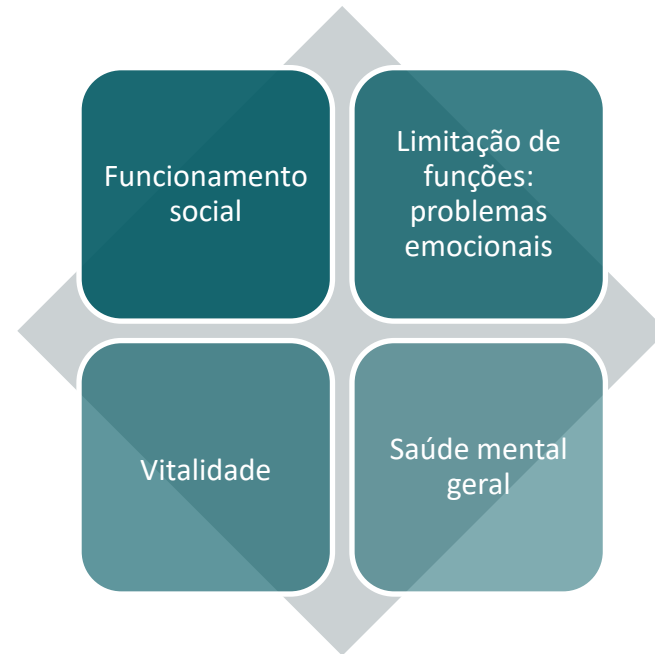 Funcionamento
social
Limitação de
funções:
problemas
emocionais
Vitalidade
Saúde mental
geral